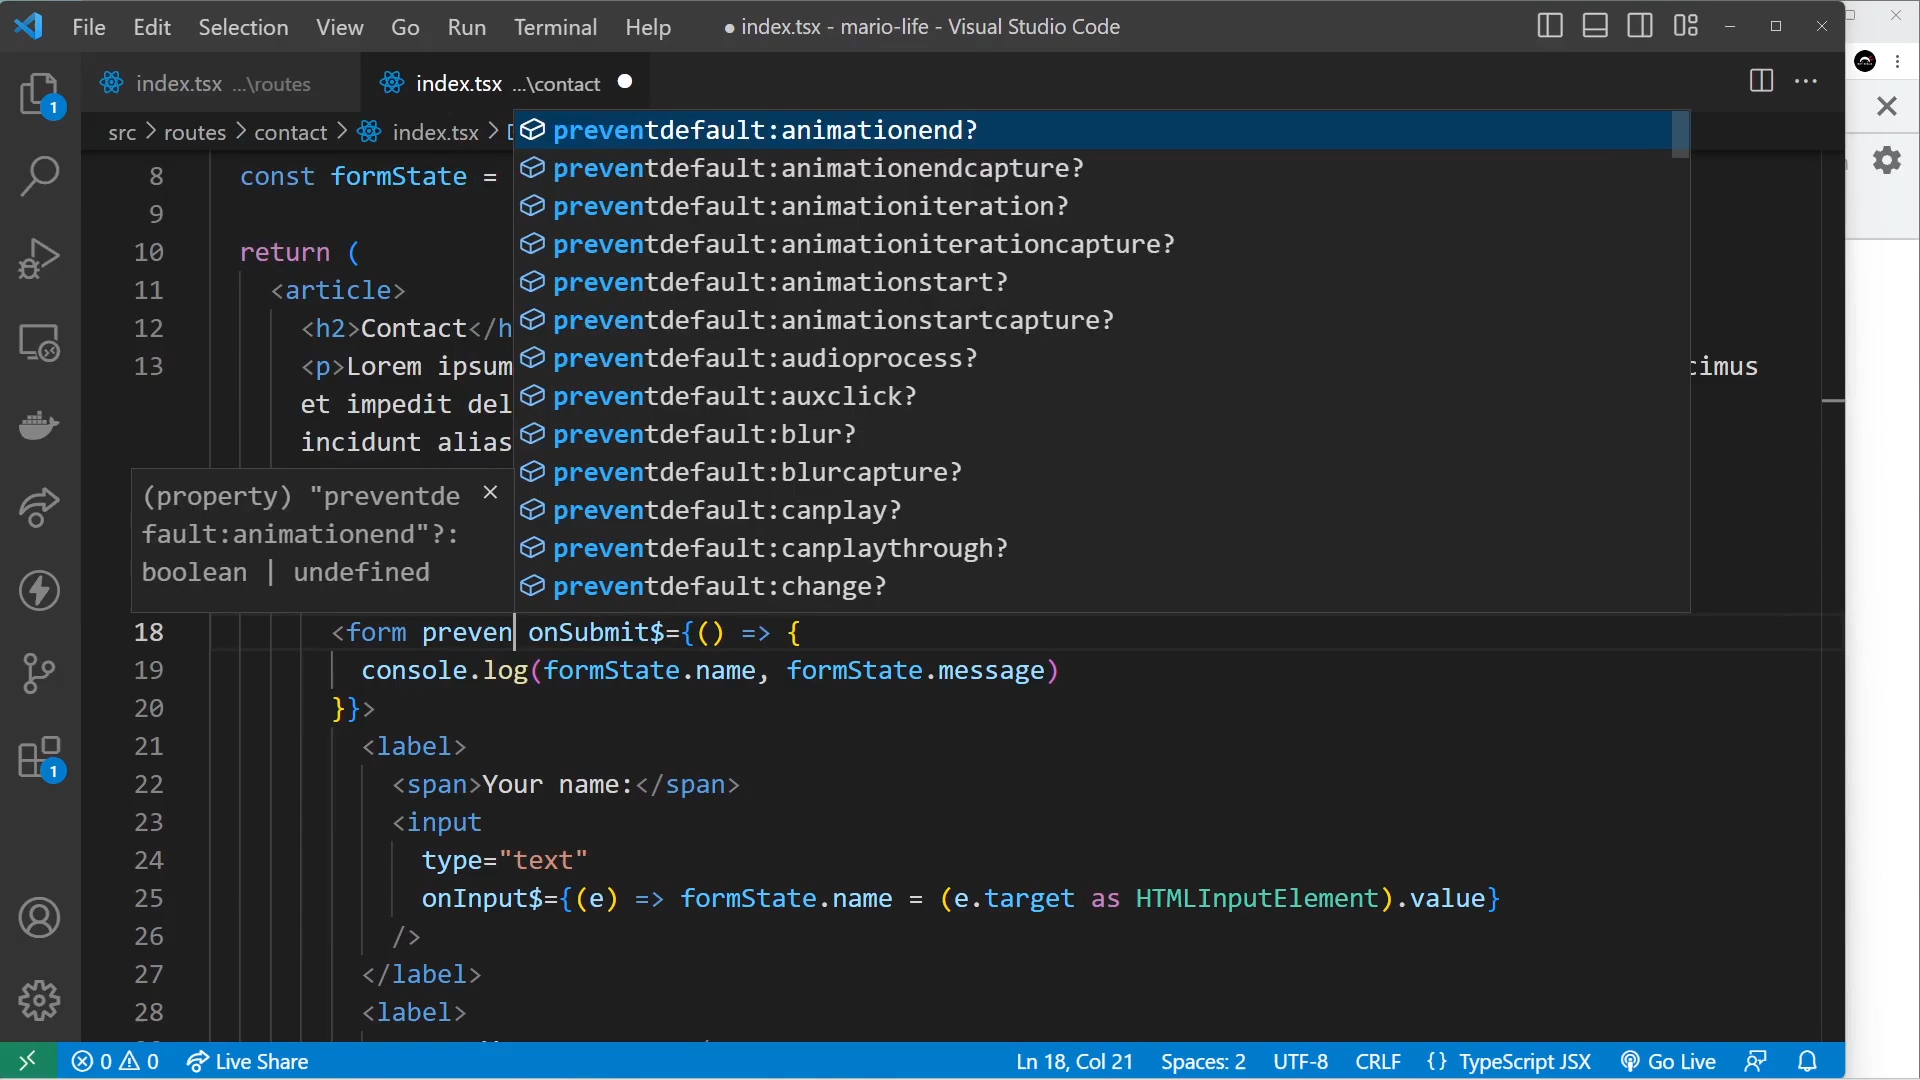 File Edit Selection View Go Run Terminal Help ● index.tsx - mario-life - Visual Studio Code
index.tsx ...\routes index.tsx ...\contact
src > routes > contact > index.tsx >
1
8 const formState =
9
10 return (
11 <article>
12 <h2>Contact</h
13 <p>Lorem ipsum cimus
et impedit del
incidunt alias
preventdefault:animationend?
preventdefault:animationendcapture?
preventdefault:animationiteration?
preventdefault:animationiterationcapture?
preventdefault:animationstart?
preventdefault:animationstartcapture?
preventdefault:audioprocess?
preventdefault:auxclick?
preventdefault:blur?
preventdefault:blurcapture?
preventdefault:canplay?
preventdefault:canplaythrough?
preventdefault:change?
(property) "preventde
fault:animationend"?:
boolean | undefined
18 <form preven onSubmit$={() => {
19 console.log(formState.name, formState.message)
20 }}>
21 <label>
22 <span>Your name:</span>
23 <input
24 type="text"
25 onInput$={(e) => formState.name = (e.target as HTMLInputElement).value}
26 />
27 </label>
28 <label>
1
0 0 Live Share Ln 18, Col 21 Spaces: 2 UTF-8 CRLF {} TypeScript JSX Go Live